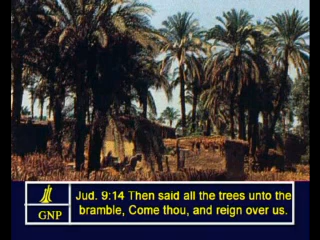 Jud. 9:14 Then said all the trees unto the
bramble, Come thou, and reign over us.
GNP